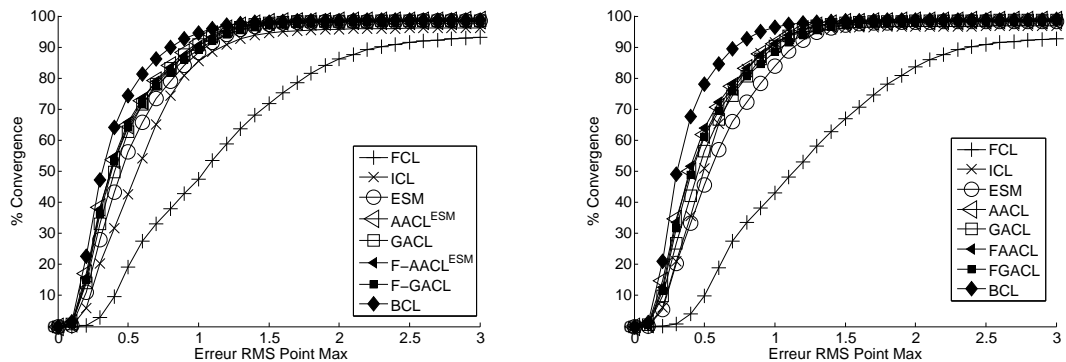 100
90
80
70
60
50
40
30
20
10
0
% Convergence
0 0.5 1 1.5 2 2.5 3
Erreur RMS Point Max
FCL
ICL
ESM
AACL^ESM
GACL
F−AACL^ESM
F−GACL
BCL
100
90
80
70
60
50
40
30
20
10
0
% Convergence
0 0.5 1 1.5 2 2.5 3
Erreur RMS Point Max
FCL
ICL
ESM
AACL
GACL
FAACL
FGACL
BCL